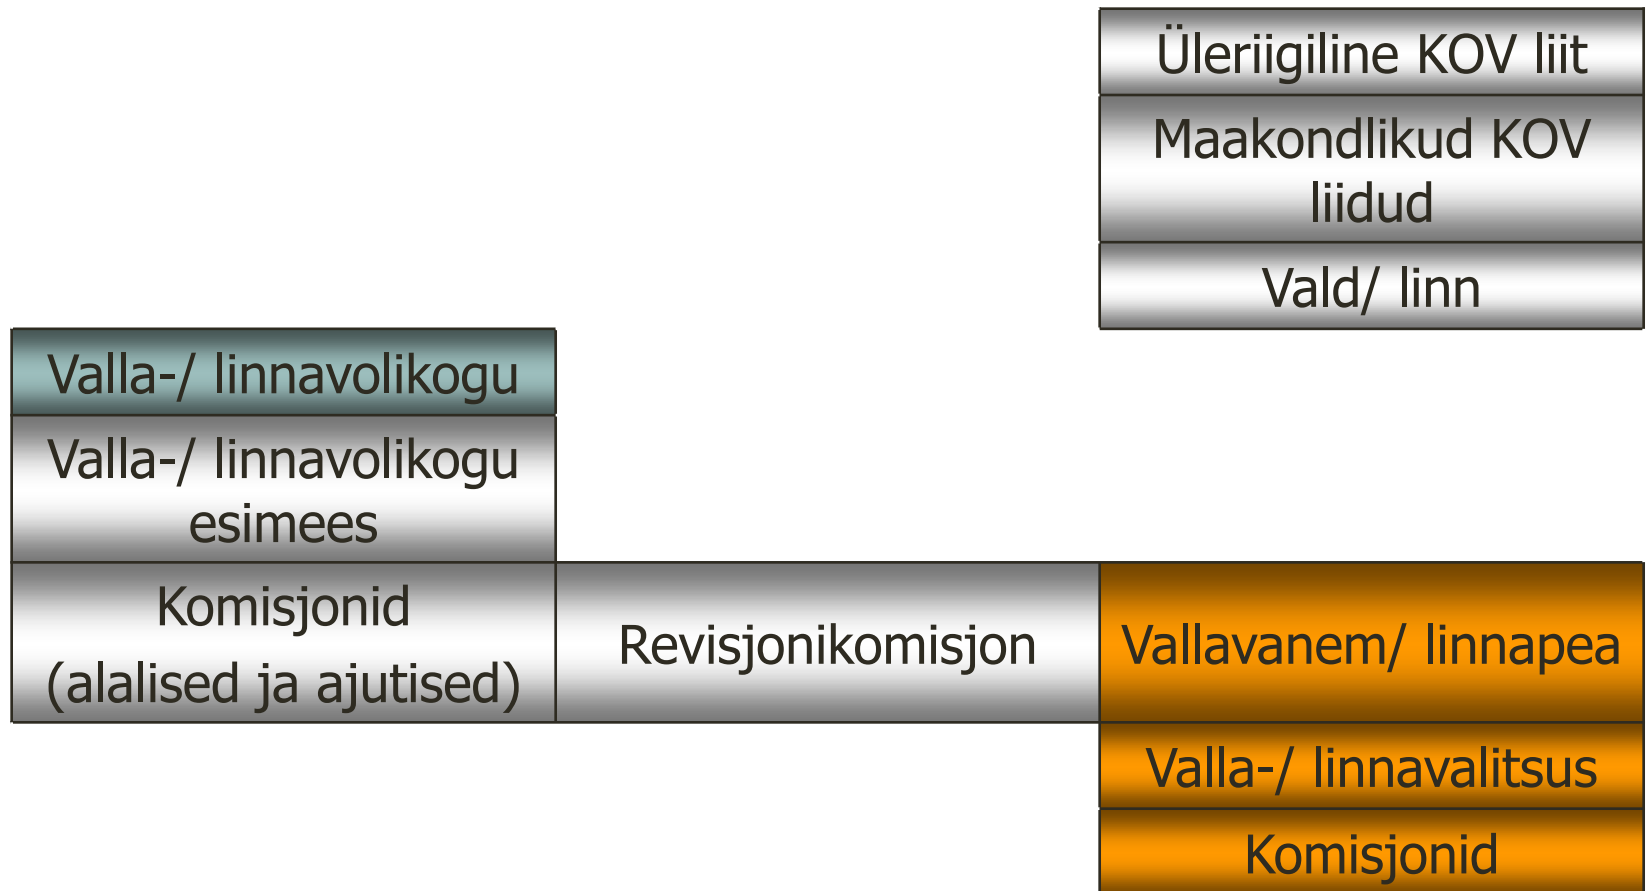 Üleriigiline KOV liit
Maakondlikud KOV
liidud
Vald/ linn
Valla-/ linnavolikogu
Valla-/ linnavolikogu
esimees
Komisjonid
(alalised ja ajutised)
Revisjonikomisjon
Vallavanem/ linnapea
Valla-/ linnavalitsus
Komisjonid